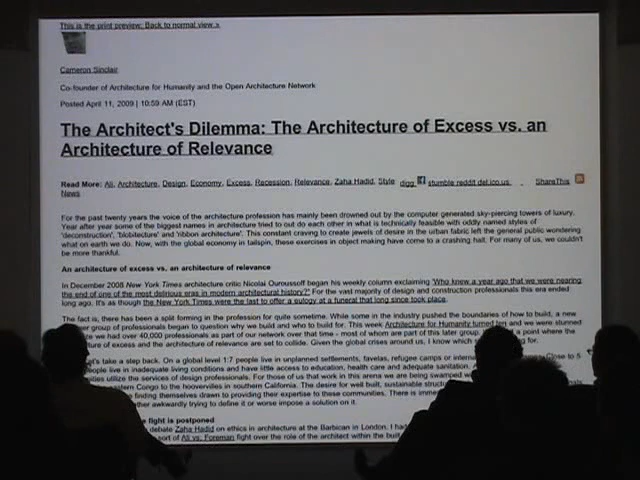 This is the print preview: Back to normal view »
Cameron Sinclair
Co-founder of Architecture for Humanity and the Open Architecture Network
Posted April 11, 2009 | 10:59 AM (EST)
The Architect's Dilemma: The Architecture of Excess vs. an
Architecture of Relevance
Read More: Ali, Architecture, Design, Economy, Excess, Recession, Relevance, Zaha Hadid, Style digg stumble reddit del.ico.us ShareThis
News
For the past twenty years the voice of the architecture profession has mainly been drowned out by the computer generated sky-piercing towers of luxury.
Year after year some of the biggest names in architecture tried to out do each other in what is technically feasible with oddly named styles of
'deconstruction', 'blobitecture' and 'ribbon architecture'. This constant craving to create jewels of desire in the urban fabric left the general public wondering
what on earth we do. Now, with the global economy in tailspin, these exercises in object making have come to a crashing halt. For many of us, we couldn't
be more thankful.
An architecture of excess vs. an architecture of relevance
In December 2008 New York Times architecture critic Nicolai Ouroussoff began his weekly column exclaiming 'Who knew a year ago that we were nearing
the end of one of the most delirious eras in modern architectural history?" For the vast majority of design and construction professionals this era ended
long ago. It's as though the New York Times were the last to offer a eulogy at a funeral that long since took place.
The fact is, there has been a split forming in the profession for quite sometime. While some in the industry pushed the boundaries of how to build, a new
group of professionals began to question why we build and who to build for. This week Architecture for Humanity turned ten and we were stunned
we had over 40,000 professionals as part of our network over that time - most of whom are part of this later group. a point where the
ture of excess and the architecture of relevance are set to collide. Given the global crises around us, I know which for.
let's take a step back. On a global level 1:7 people live in unplanned settlements, favelas, refugee camps or Close to 5
people live in inadequate living conditions and have little access to education, health care and adequate sanitation.
utilize the services of design professionals. For those of us that work in this arena we are being swamped
Congo to the hoovervilles in southern California. The desire for well built, sustainable
finding themselves drawn to providing their expertise to these communities. There is
awkwardly trying to define it or worse impose a solution on it.
fight is postponed
debate Zaha Hadid on ethics in architecture at the Barbican in London. I
sort of Ali vs. Foreman fight over the role of the architect within the